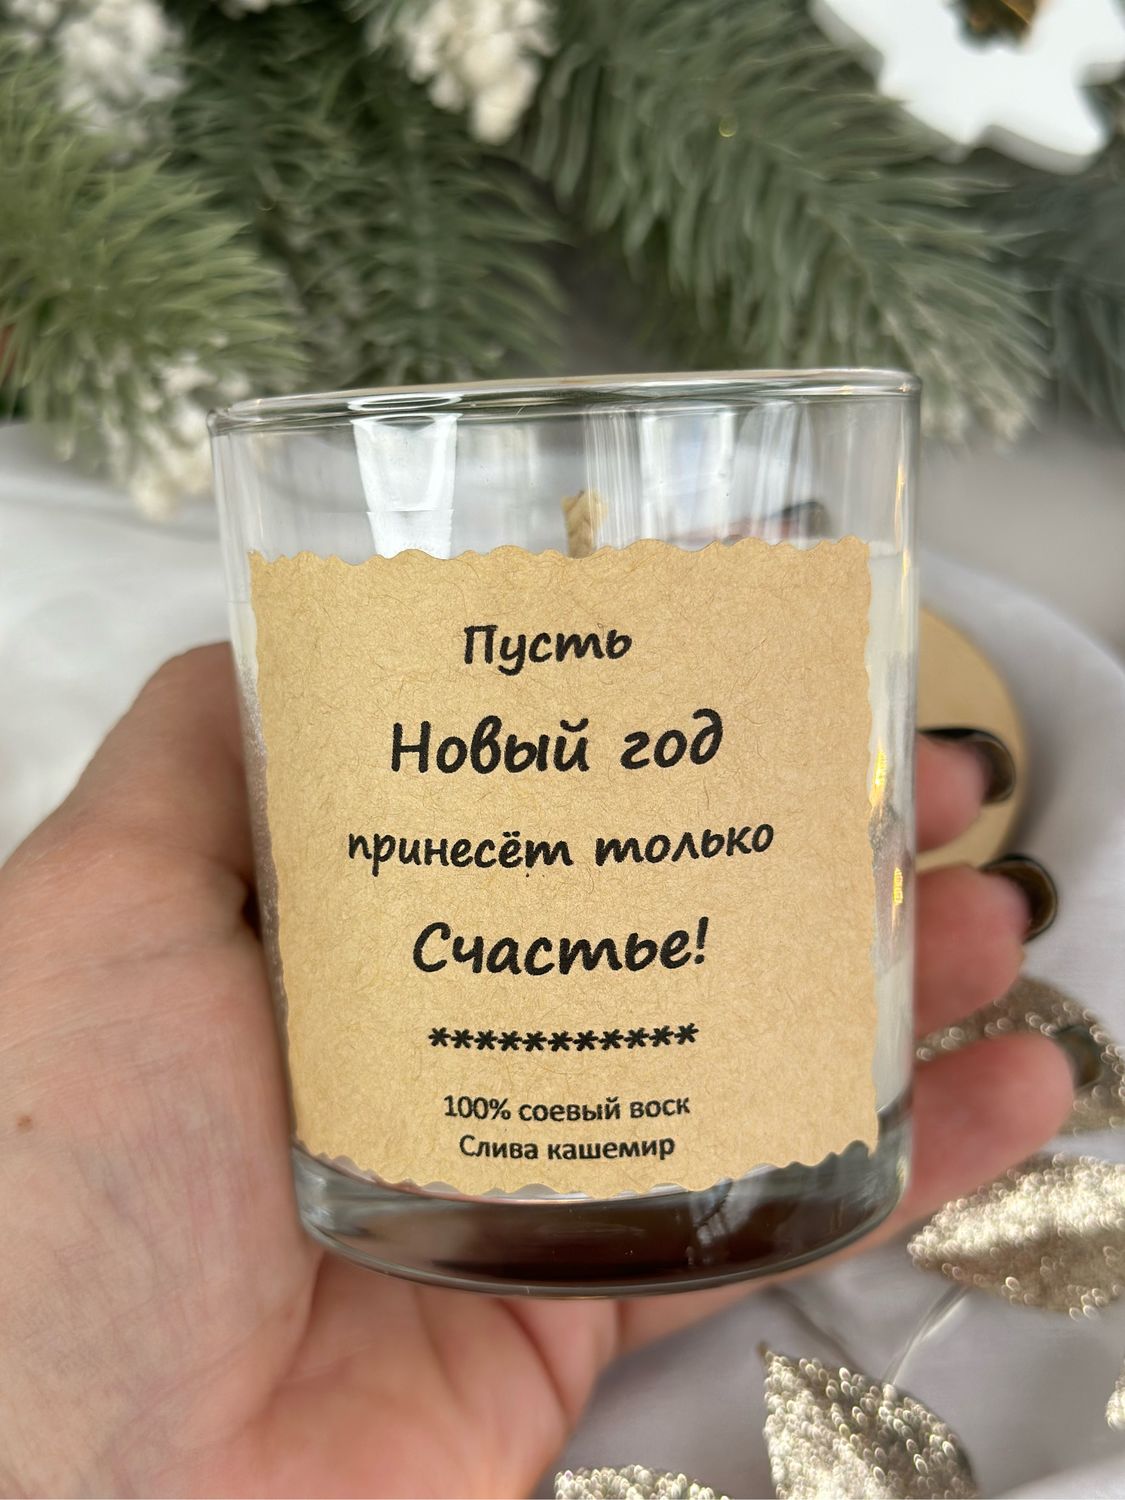 Пусть
Новый год
принесёт только
Счастье!
***********
100% соевый воск
Слива кашемир